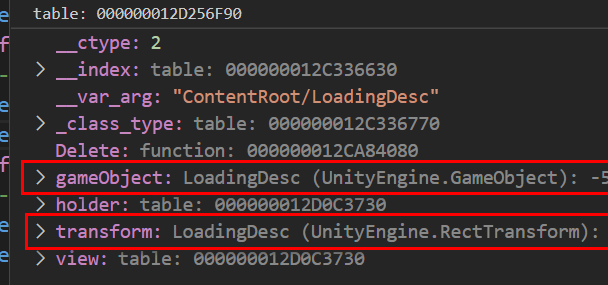 table: 000000012D256F90
__ctype: 2
> __index: table: 000000012C336630
__var_arg: "ContentRoot/LoadingDesc"
> _class_type: table: 000000012C336770
Delete: function: 000000012CA84080
> gameObject: LoadingDesc (UnityEngine.GameObject): -5
> holder: table: 000000012D0C3730
> transform: LoadingDesc (UnityEngine.RectTransform):
> view: table: 000000012D0C3730